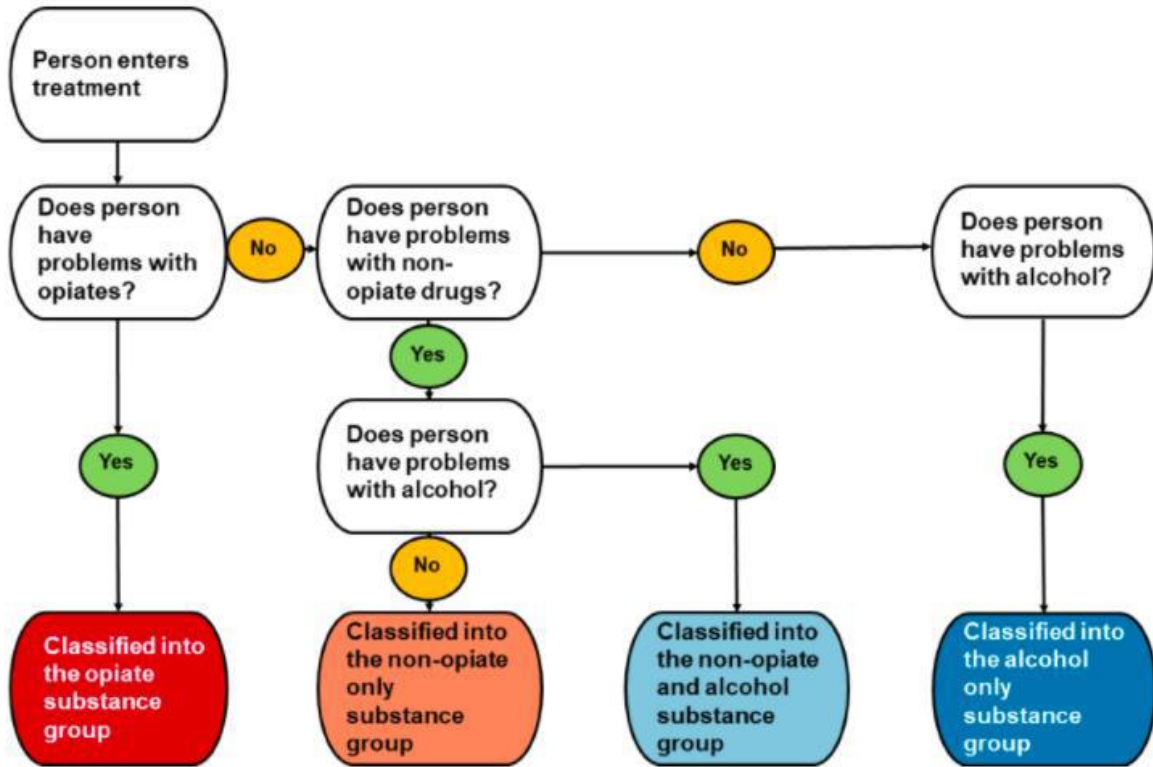 Person enters
treatment
Does person
have
problems with
opiates?
No
Does person
have problems
with non-
opiate drugs?
No
Does person
have problems
with alcohol?
Yes
Does person
have problems
with alcohol?
Yes
Yes
Yes
No
Classified into
the opiate
substance
group
Classified into
the non-opiate
only
substance
group
Classified into
the non-opiate
and alcohol
substance
group
Classified into
the alcohol
only
substance
group